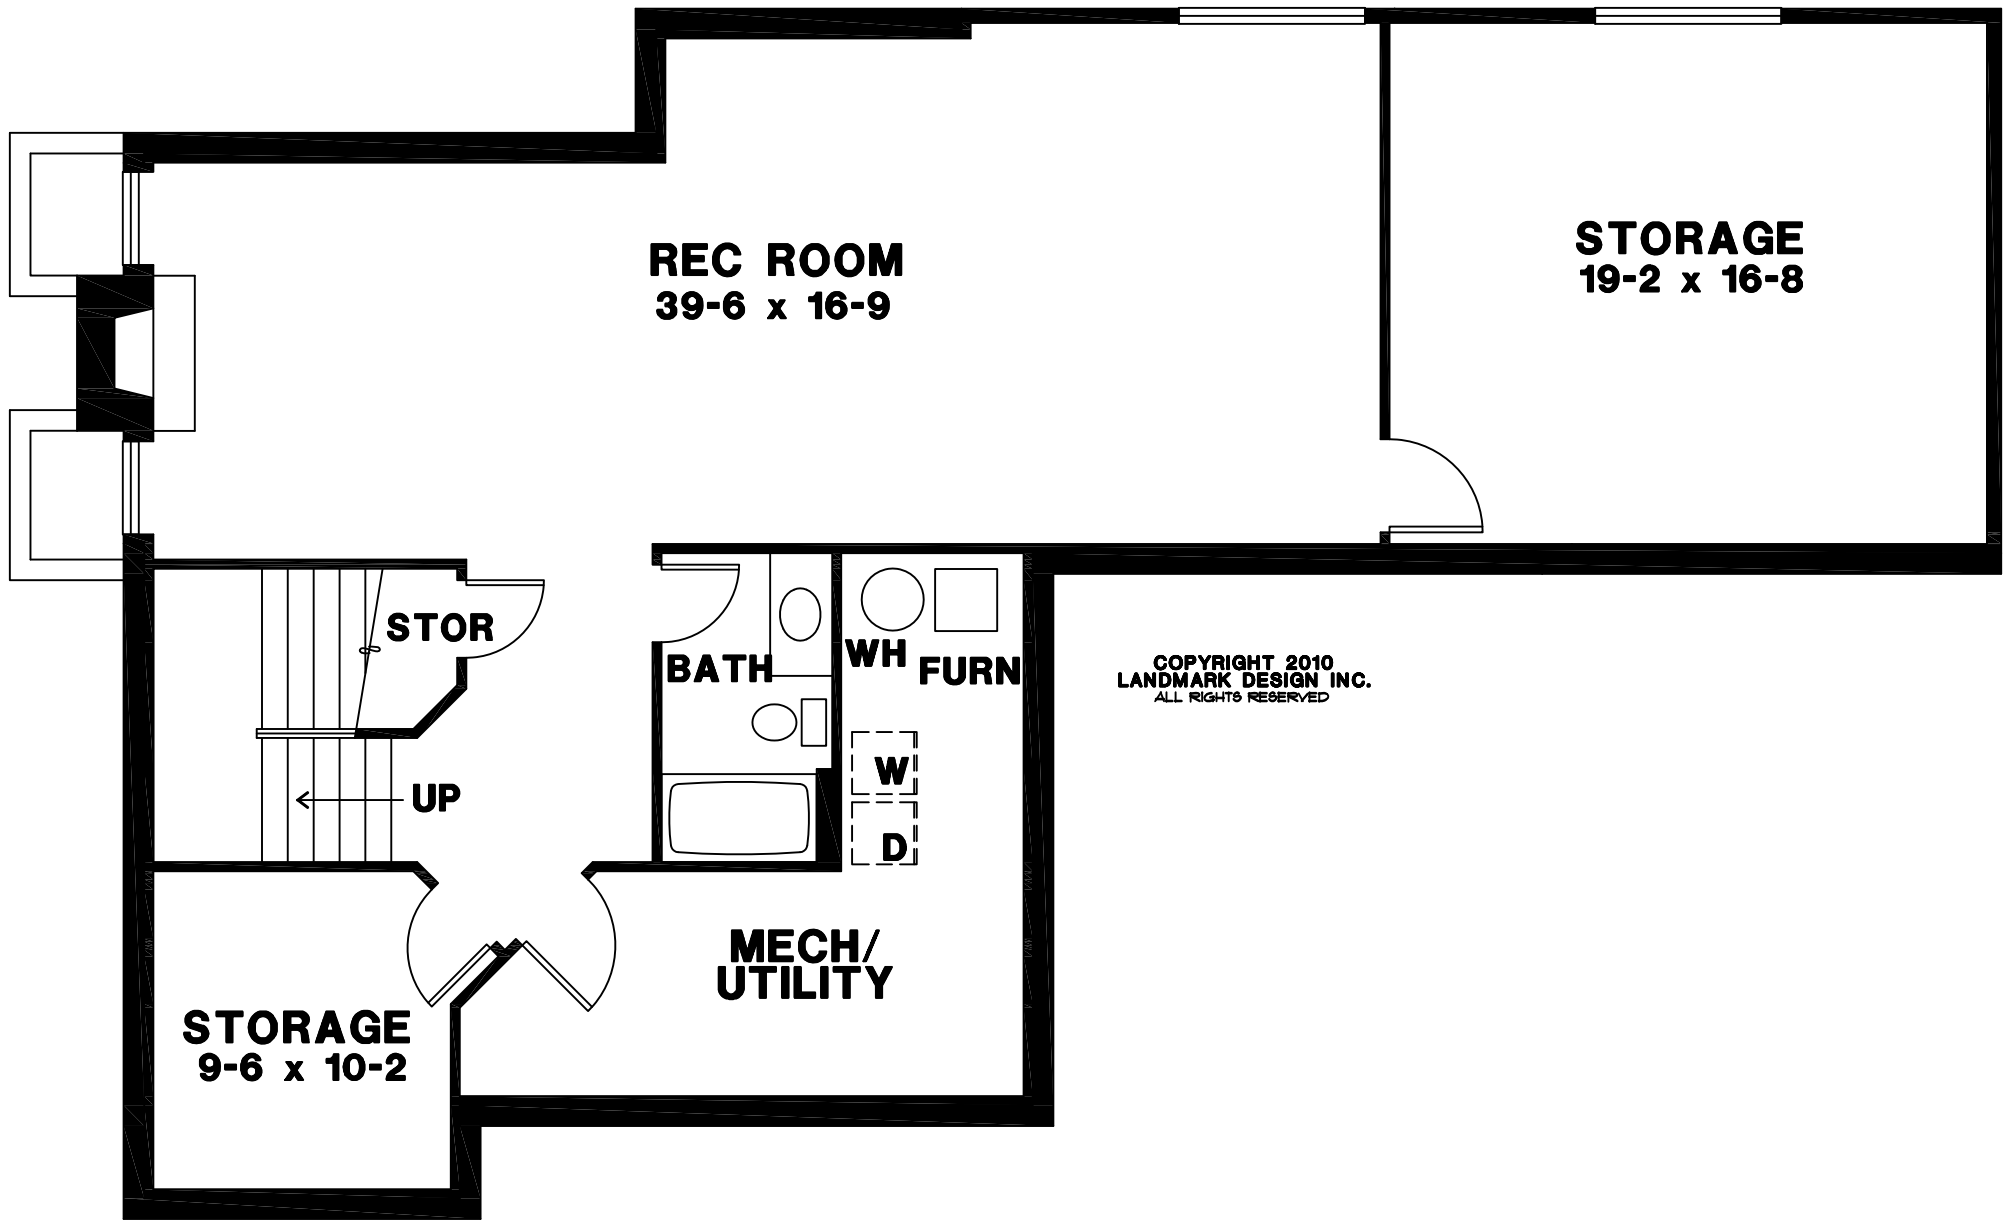 REC ROOM
39-6 x 16-9
STORAGE
19-2 x 16-8
STOR
UP
BATH
WH
FURN
W
D
COPYRIGHT 2010
LANDMARK DESIGN INC.
ALL RIGHTS RESERVED
MECH/
UTILITY
STORAGE
9-6 x 10-2